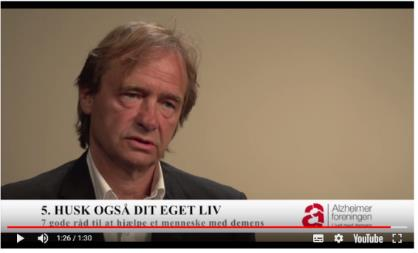 5. HUSK OGSÅ DIT EGET LIV
7 gode råd til at hjælpe et menneske med demens
Alzheimer
foreningen
1:26 / 1:30
YouTube